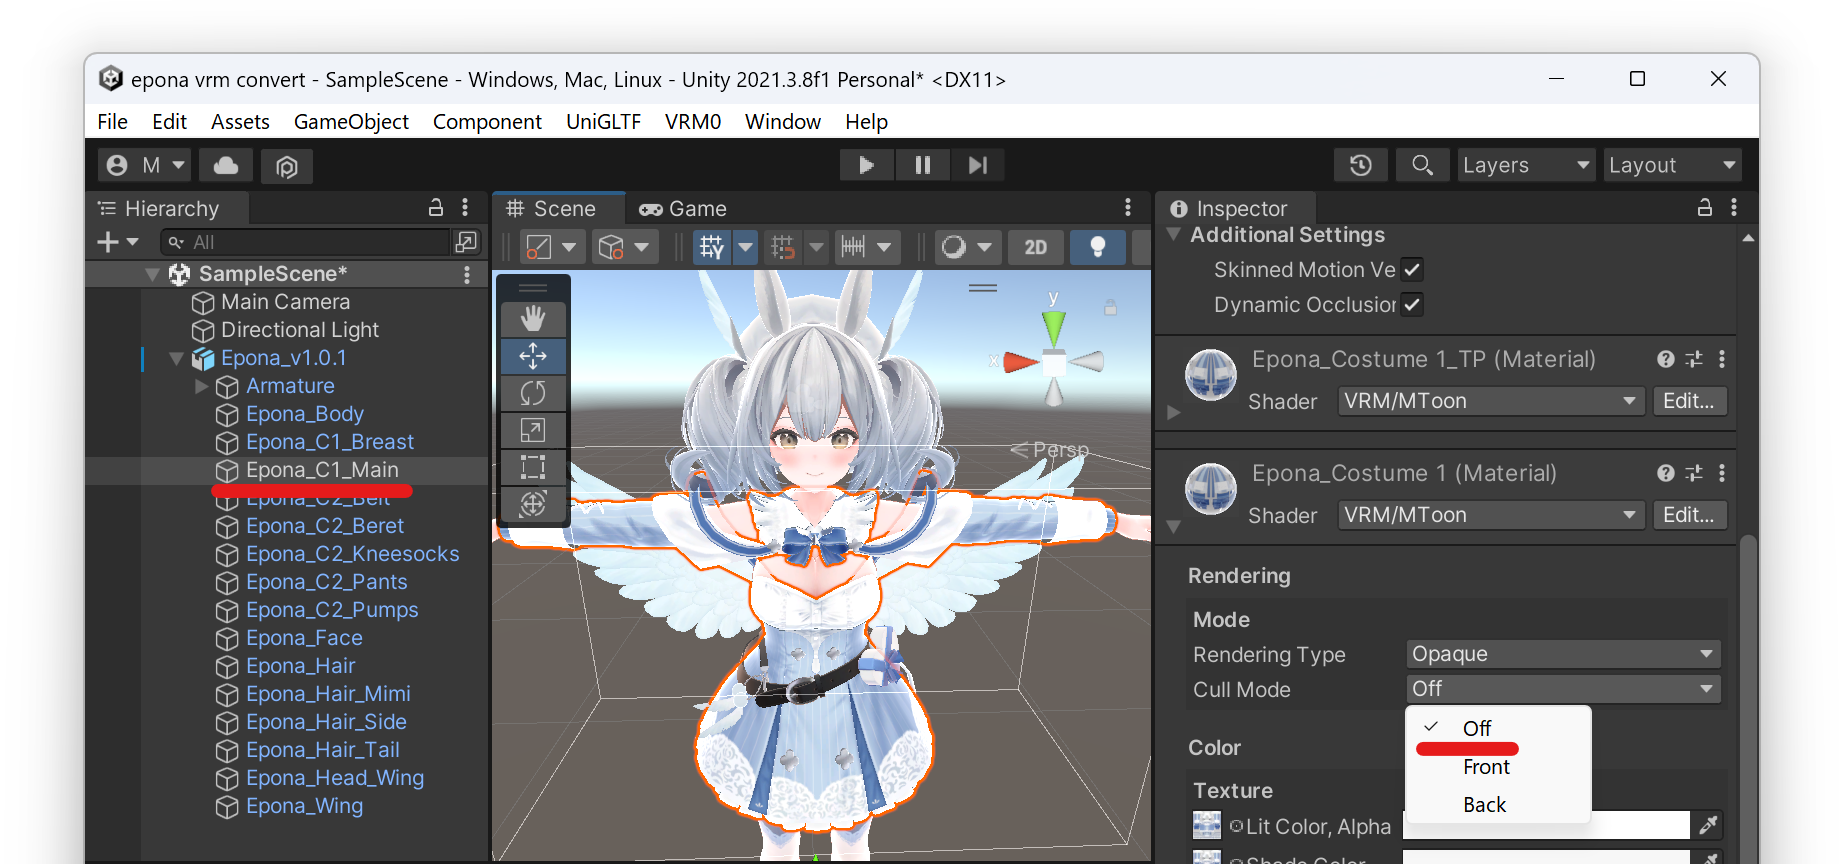 epona vrm convert - SampleScene - Windows, Mac, Linux - Unity 2021.3.8f1 Personal* <DX11>
File Edit Assets GameObject Component UniGLTF VRM0 Window Help
M
Layers
Layout
Hierarchy
All
SampleScene*
Main Camera
Directional Light
Epona_v1.0.1
Armature
Epona_Body
Epona_C1_Breast
Epona_C1_Main
Epona_C2_Belt
Epona_C2_Beret
Epona_C2_Kneesocks
Epona_C2_Pants
Epona_C2_Pumps
Epona_Face
Epona_Hair
Epona_Hair_Mimi
Epona_Hair_Side
Epona_Hair_Tail
Epona_Head_Wing
Epona_Wing
Scene
Game
2D
y
x
Persp
Inspector
Additional Settings
Skinned Motion Ve
Dynamic Occlusior
Epona_Costume 1_TP (Material)
Shader VRM/MToon Edit...
Epona_Costume 1 (Material)
Shader VRM/MToon Edit...
Rendering
Mode
Rendering Type Opaque
Cull Mode Off
Off
Front
Back
Color
Texture
Lit Color, Alpha
Shade Color